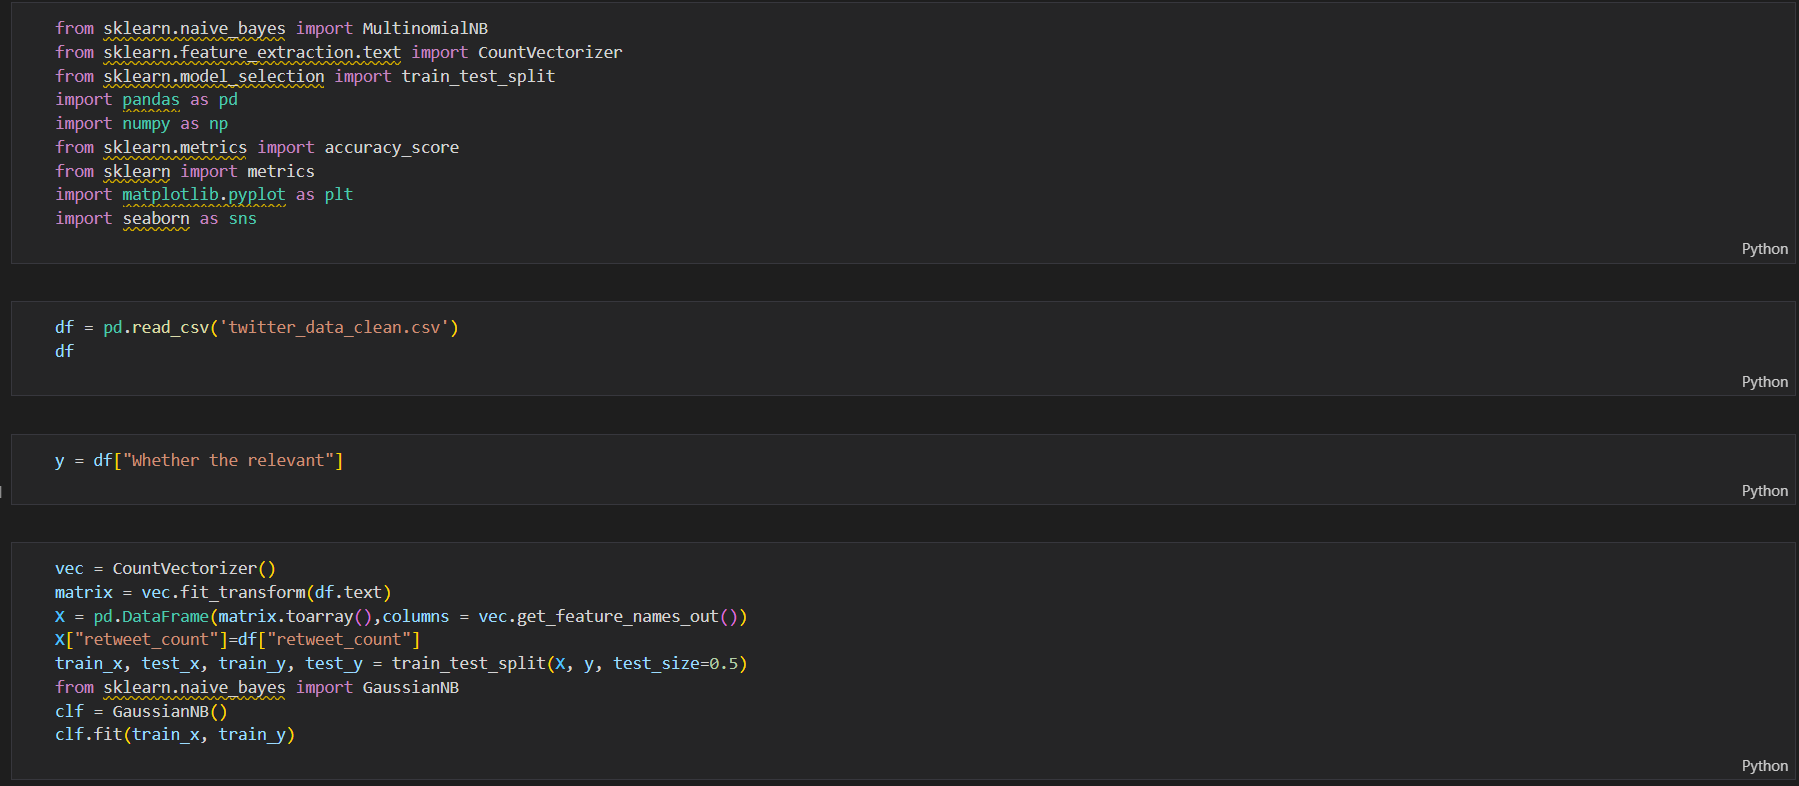 from sklearn.naive_bayes import MultinomialNB
from sklearn.feature_extraction.text import CountVectorizer
from sklearn.model_selection import train_test_split
import pandas as pd
import numpy as np
from sklearn.metrics import accuracy_score
from sklearn import metrics
import matplotlib.pyplot as plt
import seaborn as sns
Python
df = pd.read_csv('twitter_data_clean.csv')
df
Python
y = df["Whether the relevant"]
Python
vec = CountVectorizer()
matrix = vec.fit_transform(df.text)
X = pd.DataFrame(matrix.toarray(),columns = vec.get_feature_names_out())
X["retweet_count"]=df["retweet_count"]
train_x, test_x, train_y, test_y = train_test_split(X, y, test_size=0.5)
from sklearn.naive_bayes import GaussianNB
clf = GaussianNB()
clf.fit(train_x, train_y)
Python